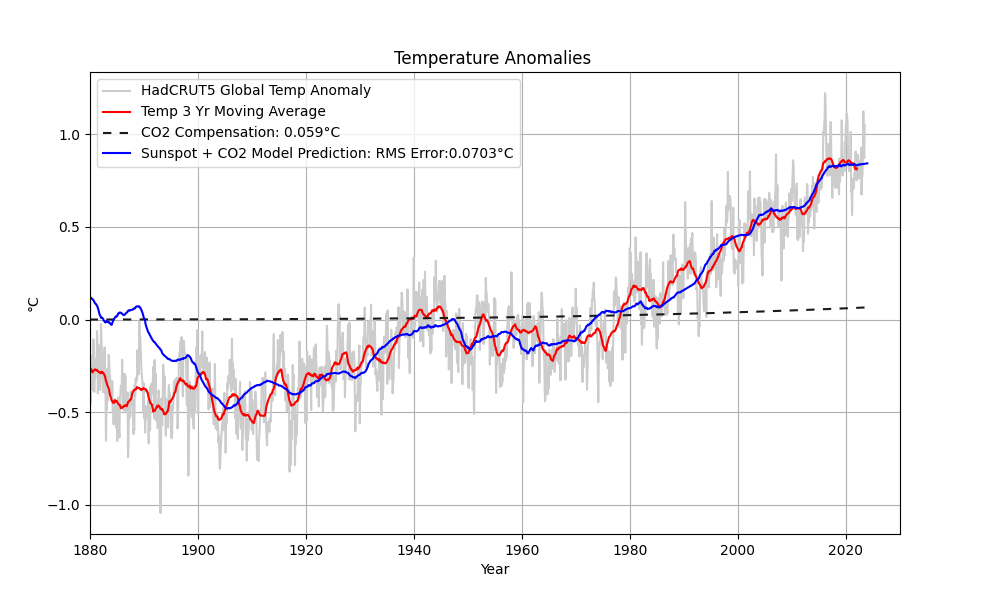 Temperature Anomalies
HadCRUT5 Global Temp Anomaly
Temp 3 Yr Moving Average
CO2 Compensation: 0.059°C
Sunspot + CO2 Model Prediction: RMS Error:0.0703°C
1.0
0.5
0.0
−0.5
−1.0
°C
1880 1900 1920 1940 1960 1980 2000 2020
Year